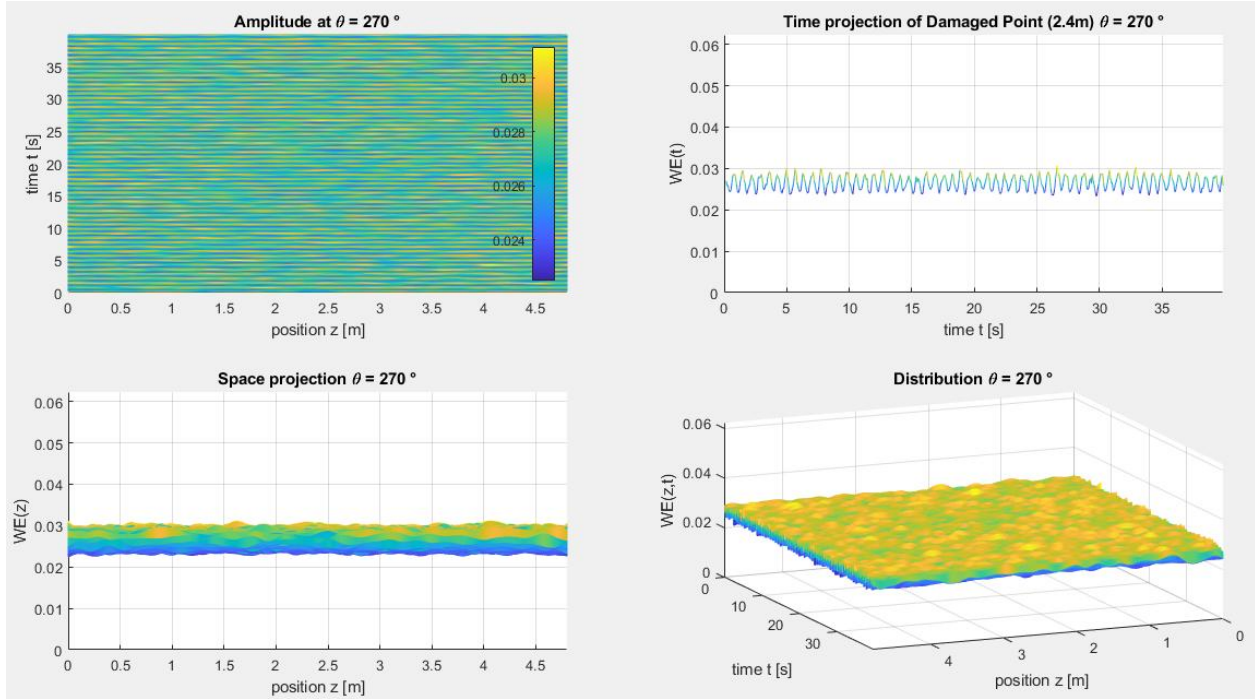 Amplitude at θ = 270 °
35
30
25
20
15
10
5
0
time t [s]
0.03
0.028
0.026
0.024
0 0.5 1 1.5 2 2.5 3 3.5 4 4.5
position z [m]
Time projection of Damaged Point (2.4m) θ = 270 °
0.06
0.05
0.04
0.03
0.02
0.01
0
WE(t)
0 5 10 15 20 25 30 35
time t [s]
Space projection θ = 270 °
0.06
0.05
0.04
0.03
0.02
0.01
0
WE(z)
0 0.5 1 1.5 2 2.5 3 3.5 4 4.5
position z [m]
Distribution θ = 270 °
0.06
0.04
0.02
0
WE(z,t)
0
10
20
30
time t [s]
4 3 2 1 0
position z [m]